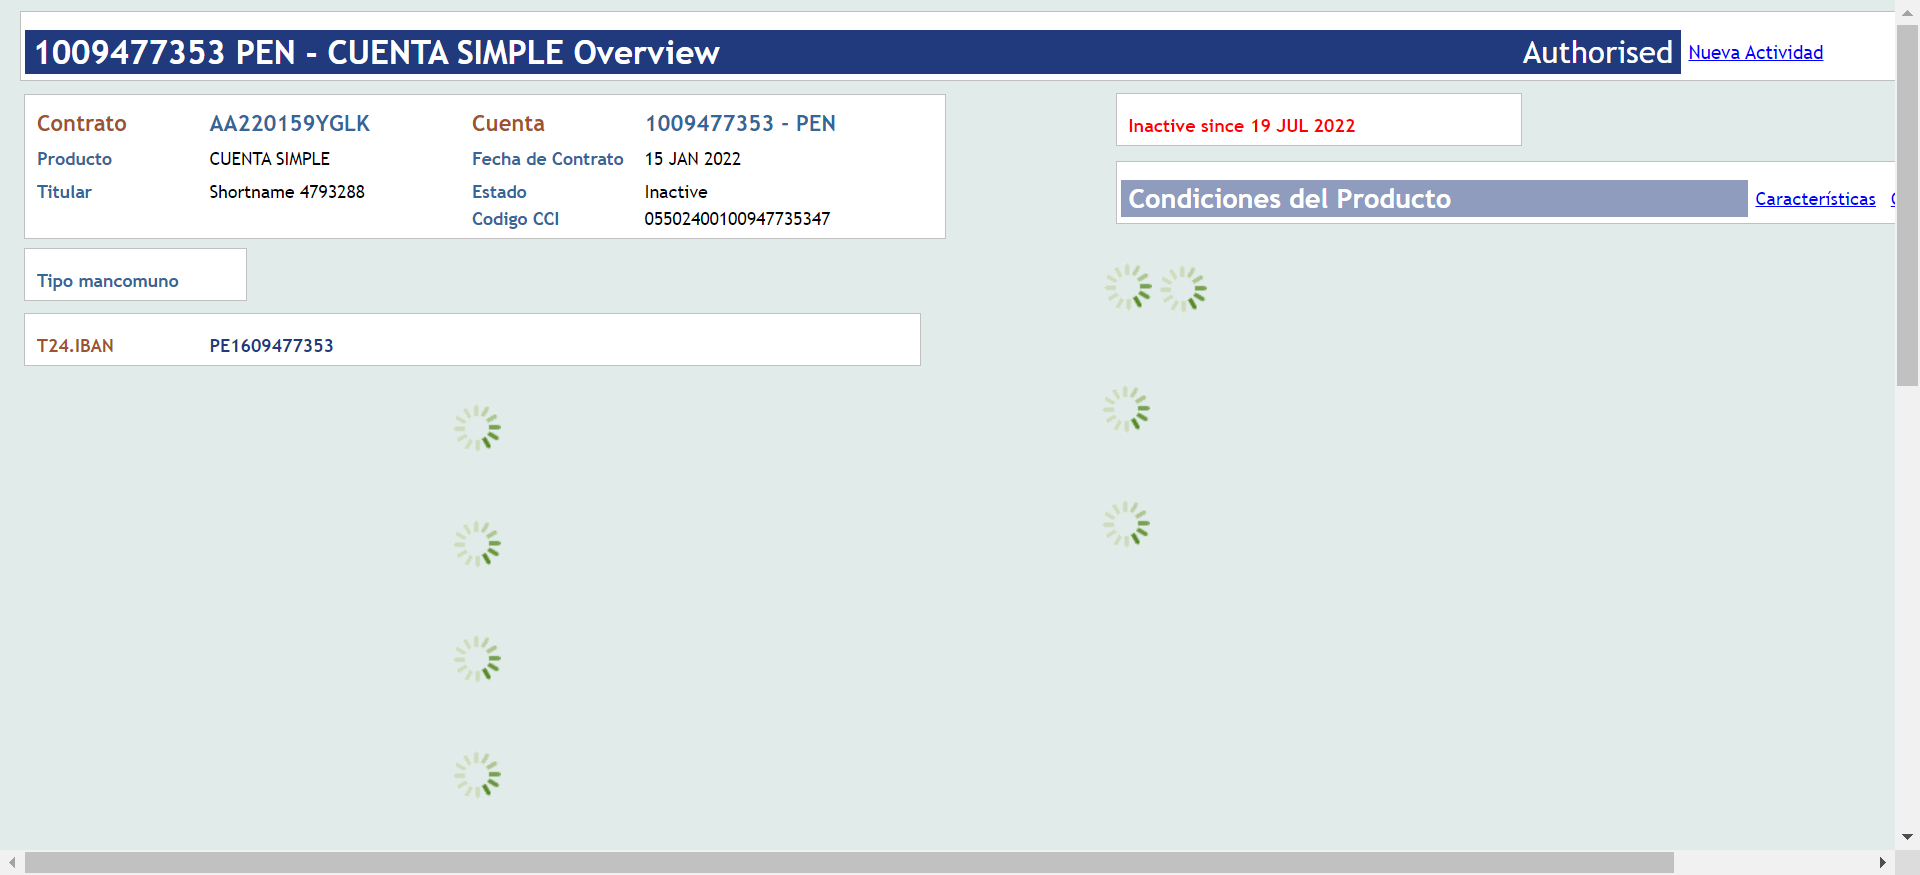 1009477353 PEN - CUENTA SIMPLE Overview Authorised Nueva Actividad
Contrato AA220159YGLK Cuenta 1009477353 - PEN
Producto CUENTA SIMPLE Fecha de Contrato 15 JAN 2022
Titular Shortname 4793288 Estado Inactive
Codigo CCI 05502400100947735347
Tipo mancomuno
T24.IBAN PE1609477353
Inactive since 19 JUL 2022
Condiciones del Producto Características